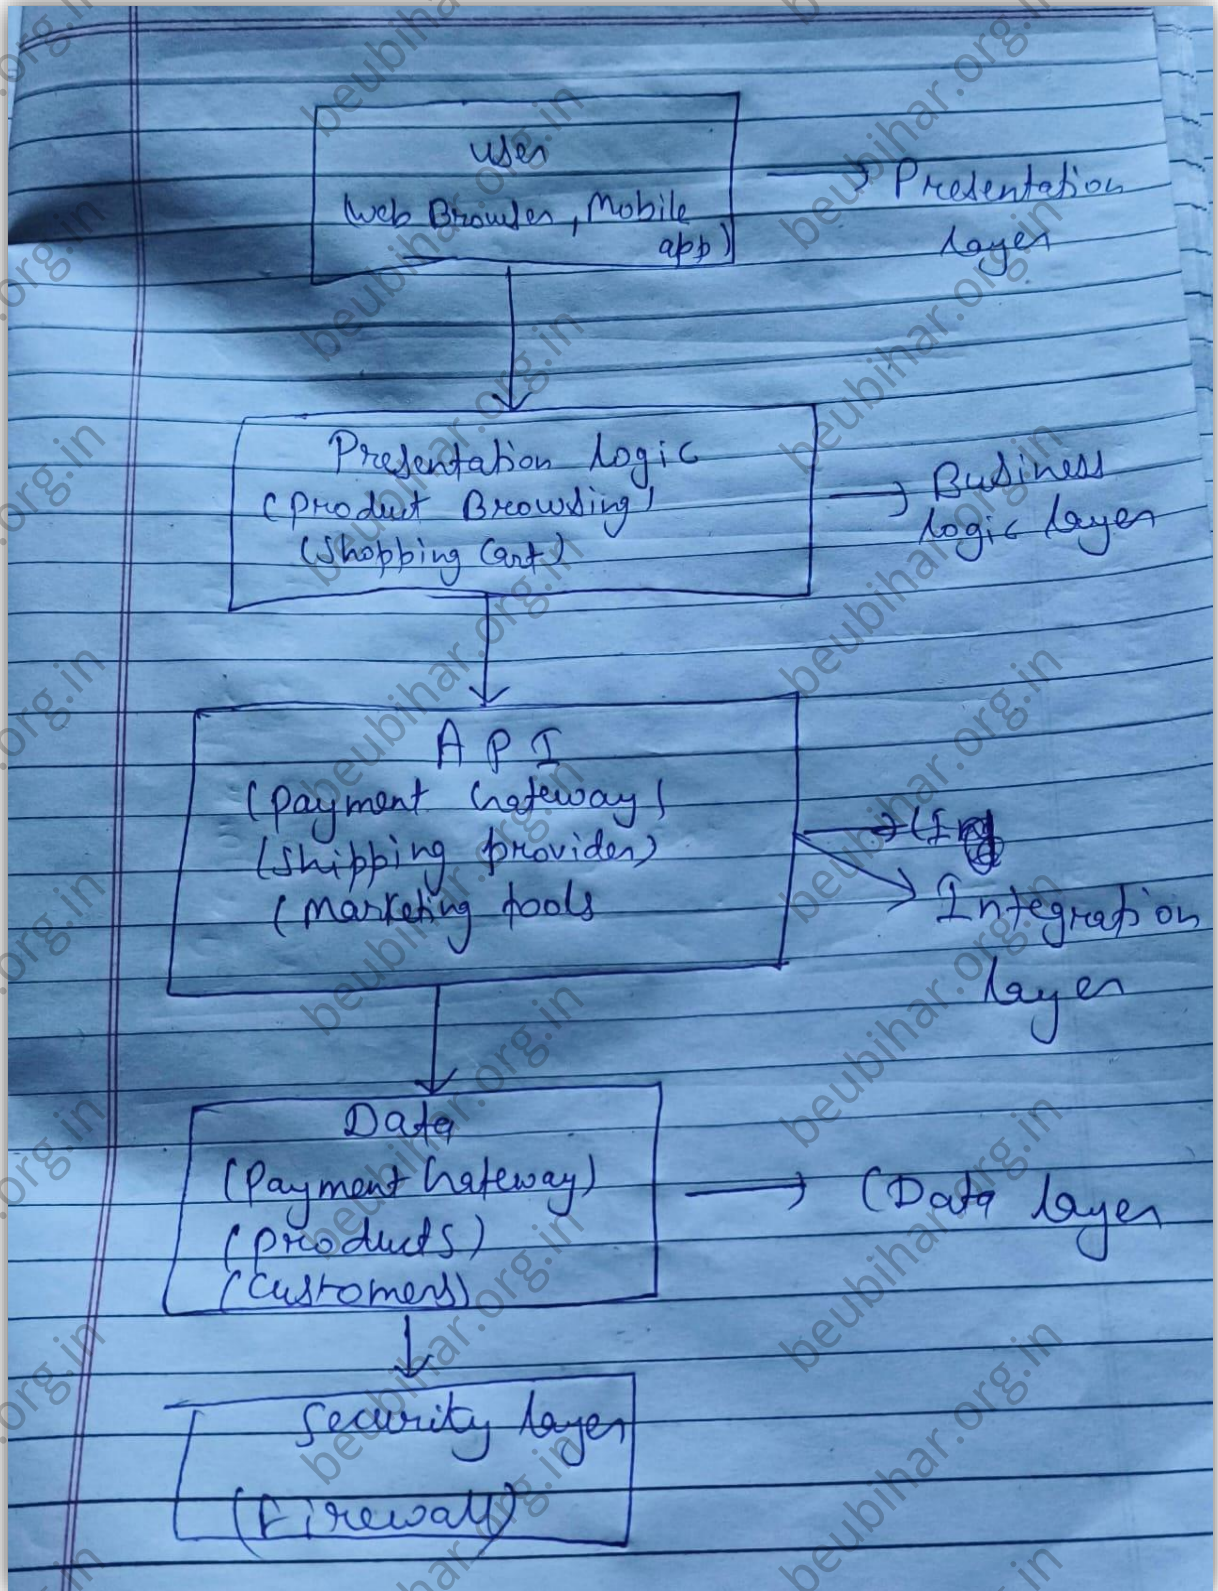 User
(Web Browser, Mobile
app)
→ Presentation
layer
Presentation logic
(Product Browsing)
(Shopping Cart)
→ Business
logic layer
API
(Payment Gateway)
(Shipping provider)
(Marketing tools
→ Integration
layer
Data
(Payment Gateway)
(Products)
(Customers)
→ (Data layer
Security layer
(Firewall)
beubihar.org.in